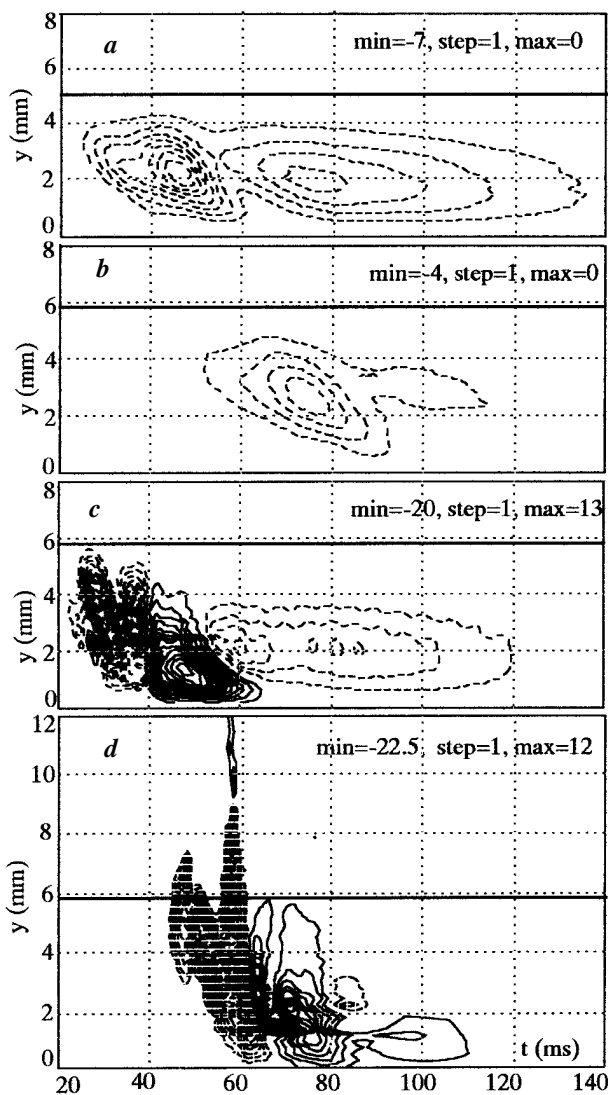 a
min=-7, step=1, max=0
8
6
4
2
0
y (mm)
b
min=-4, step=1, max=0
8
6
4
2
0
y (mm)
c
min=-20, step=1, max=13
8
6
4
2
0
y (mm)
d
min=-22.5, step=1, max=12
12
10
8
6
4
2
0
y (mm)
t (ms)
20 40 60 80 100 120 140